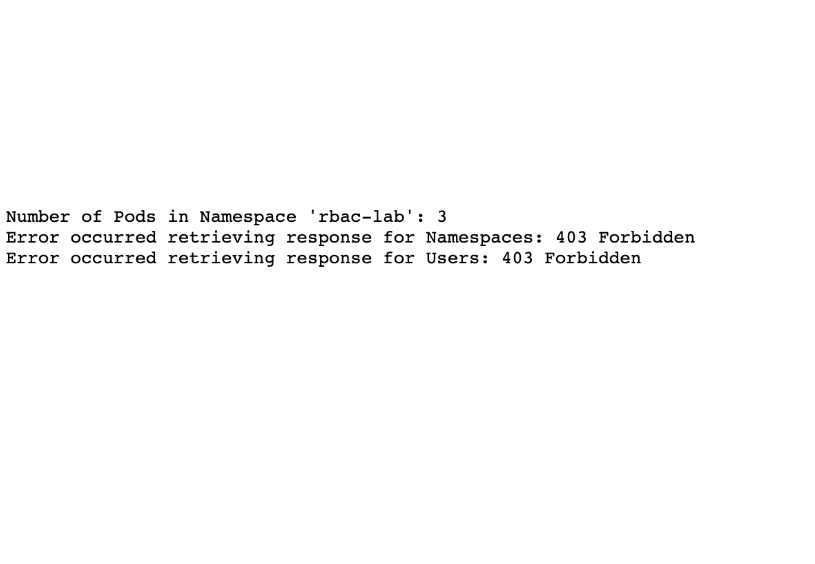 Number of Pods in Namespace 'rbac-lab': 3
Error occurred retrieving response for Namespaces: 403 Forbidden
Error occurred retrieving response for Users: 403 Forbidden